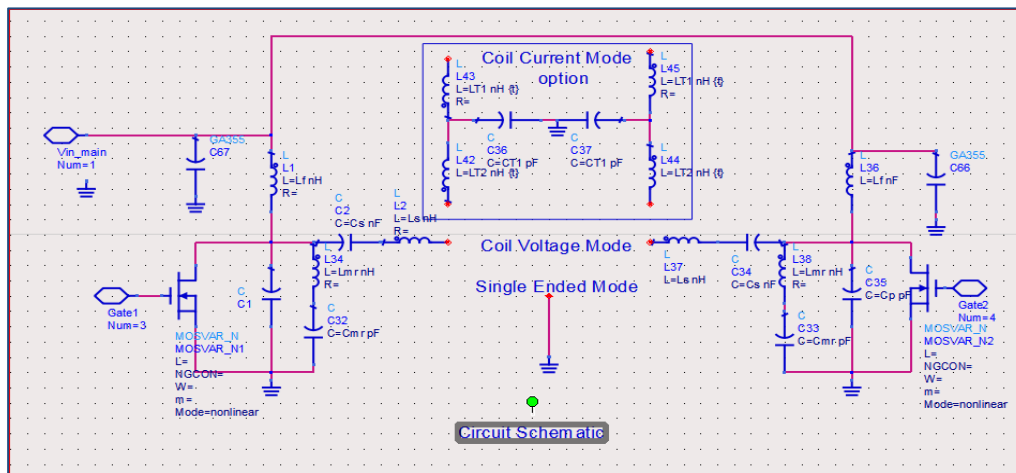 Coil Current Mode
option
L
L43
L=LT1 nH {t}
R=
L
L45
L=LT1 nH {t}
R=
C
C36
C=CT1 pF
C
C37
C=CT1 pF
L
L42
L=LT2 nH {t}
L
L44
L=LT2 nH {t}
Vin_main
Num=1
GA355
C67
L
L1
L=Lf nH
R=
L
L36
L=Lf nF
GA355
C66
C
C2
C=Cs nF
L
L2
L=Ls nH
R=
L
L34
L=Lmr nH
R=
C
C1
C
C32
C=Cmr pF
Gate1
Num=3
MOSVAR_N
MOSVAR_N1
L=
NGCON=
W=
m=
Mode=nonlinear
Coil Voltage Mode
Single Ended Mode
L
L37
L=Ls nH
C
C34
C=Cs nF
L
L38
L=Lmr nH
R=
C
C35
C=Cp pF
C
C33
C=Cmr pF
Gate2
Num=4
MOSVAR_N
MOSVAR_N2
L=
NGCON=
W=
m=
Mode=nonlinear
Circuit Schematic